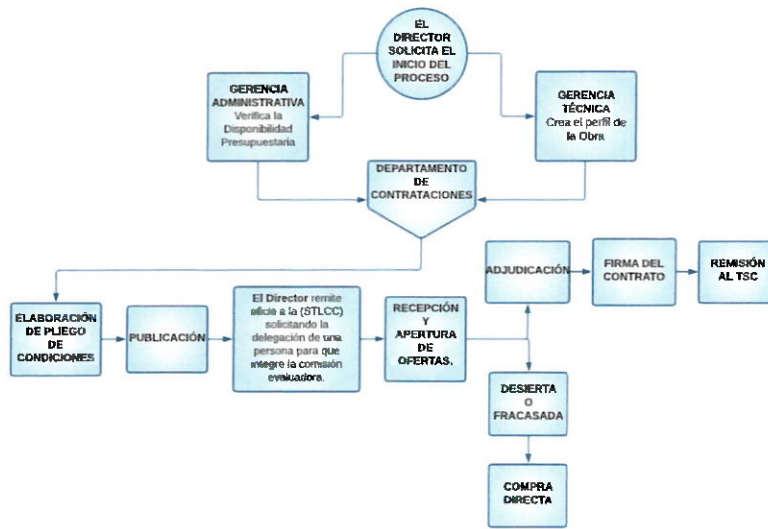 EL
DIRECTOR
SOLICITA EL
INICIO DEL
PROCESO
GERENCIA
ADMINISTRATIVA
Verifica la
Disponibilidad
Presupuestaria
GERENCIA
TÉCNICA
Crea el perfil de
la Obra
DEPARTAMENTO
DE
CONTRATACIONES
ADJUDICACIÓN
FIRMA DEL
CONTRATO
REMISIÓN
AL TSC
ELABORACIÓN
DE PLIEGO
DE
CONDICIONES
PUBLICACIÓN
El Director remite
oficio a la (STLCC)
solicitando la
delegación de una
persona para que
integre la comisión
evaluadora.
RECEPCIÓN
Y
APERTURA
DE
OFERTAS.
DESIERTA
O
FRACASADA
COMPRA
DIRECTA